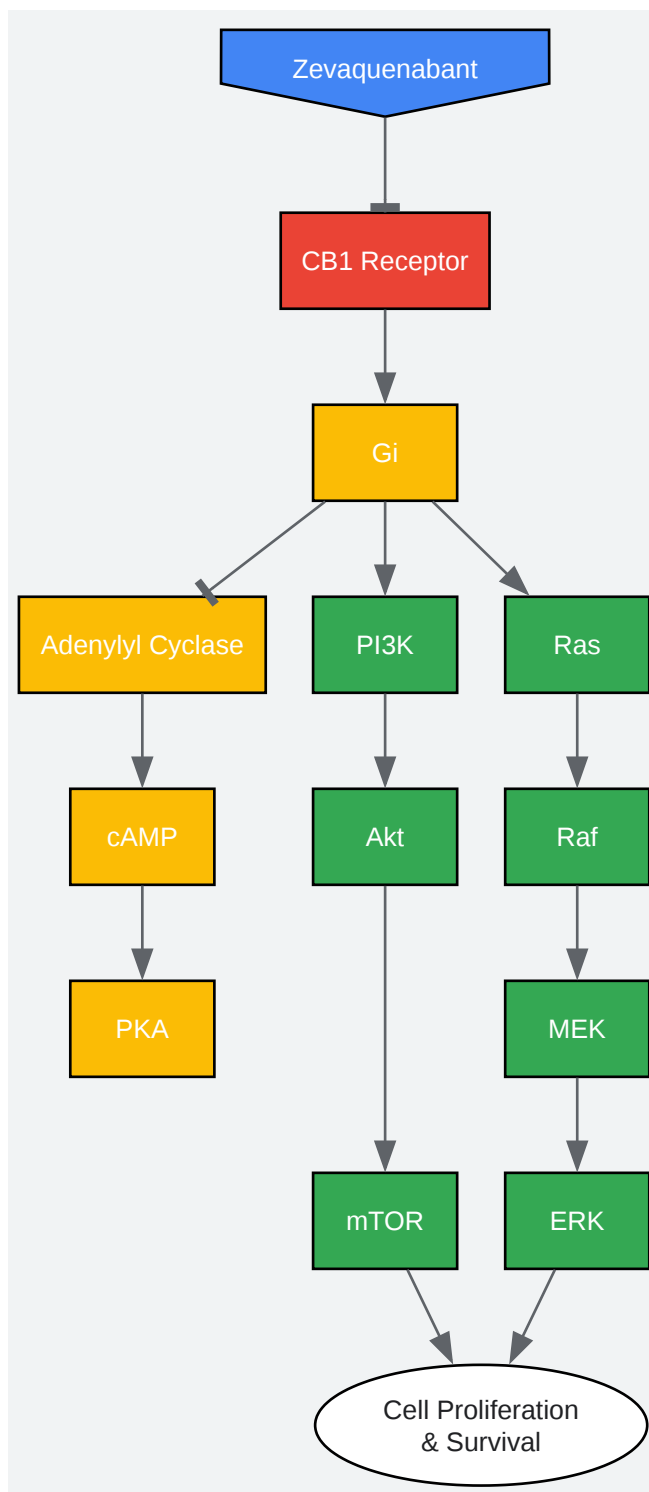 Zevaquenabant
CB1 Receptor
Gi
Adenylyl Cyclase
PI3K
Ras
cAMP
Akt
Raf
PKA
MEK
mTOR
ERK
Cell Proliferation
& Survival